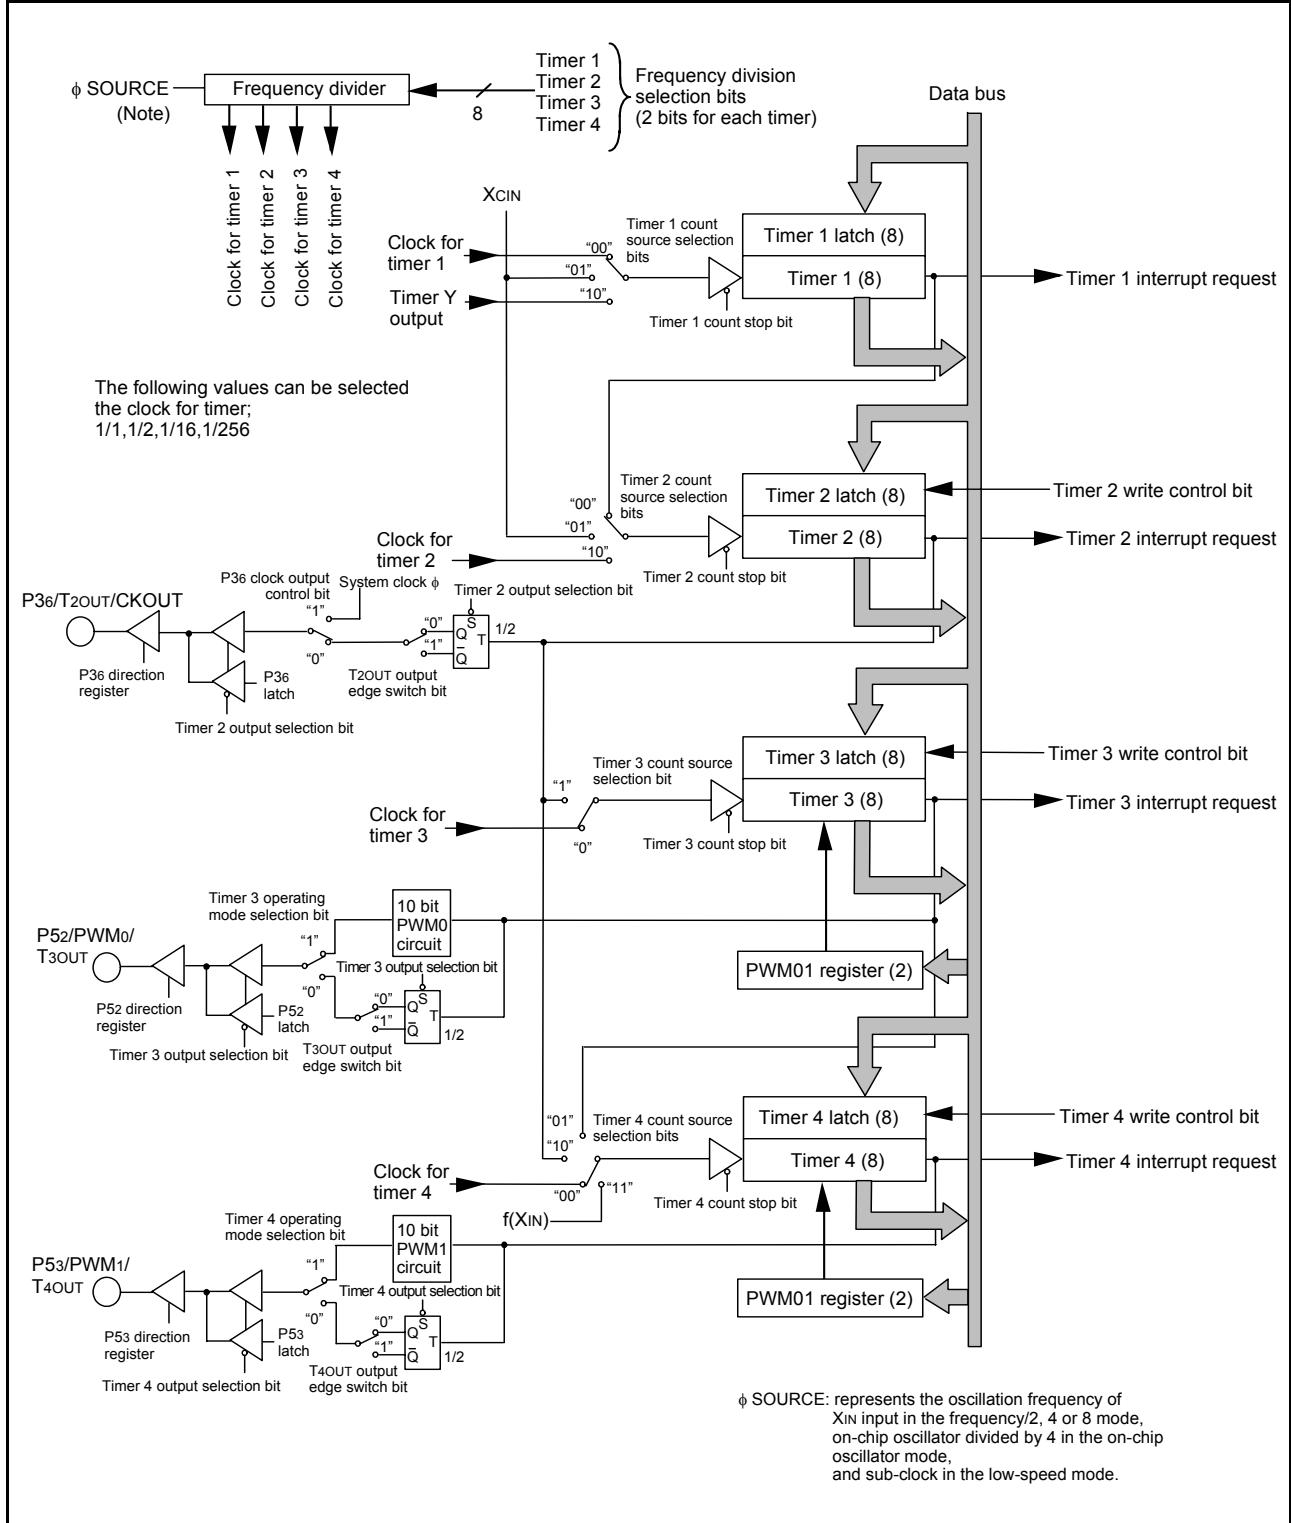 φ SOURCE
(Note)
Frequency divider
8
Timer 1
Timer 2
Timer 3
Timer 4
Frequency division
selection bits
(2 bits for each timer)
Data bus
Clock for timer 1
Clock for timer 2
Clock for timer 3
Clock for timer 4
The following values can be selected
the clock for timer;
1/1,1/2,1/16,1/256
XCIN
Clock for
timer 1
Timer Y
output
“00”
“01”
“10”
Timer 1 count
source selection
bits
Timer 1 count stop bit
Timer 1 latch (8)
Timer 1 (8)
Timer 1 interrupt request
Clock for
timer 2
“00”
“01”
“10”
Timer 2 count
source selection
bits
Timer 2 count stop bit
Timer 2 latch (8)
Timer 2 (8)
Timer 2 write control bit
Timer 2 interrupt request
P36/T2OUT/CKOUT
P36 clock output
control bit
System clock φ
“1”
“0”
Timer 2 output selection bit
“0”
“1”
S
Q
T
Q̅
1/2
T2OUT output
edge switch bit
P36 direction
register
P36
latch
Timer 2 output selection bit
Clock for
timer 3
“1”
“0”
Timer 3 count source
selection bit
Timer 3 count stop bit
Timer 3 latch (8)
Timer 3 (8)
Timer 3 write control bit
Timer 3 interrupt request
PWM01 register (2)
P52/PWM0/
T3OUT
Timer 3 operating
mode selection bit
“1”
“0”
10 bit
PWM0
circuit
Timer 3 output selection bit
“0”
“1”
S
Q
T
Q̅
1/2
T3OUT output
edge switch bit
P52 direction
register
P52
latch
Timer 3 output selection bit
Clock for
timer 4
“01”
“10”
“00”
“11”
f(XIN)
Timer 4 count source
selection bits
Timer 4 count stop bit
Timer 4 latch (8)
Timer 4 (8)
Timer 4 write control bit
Timer 4 interrupt request
PWM01 register (2)
P53/PWM1/
T4OUT
Timer 4 operating
mode selection bit
“1”
“0”
10 bit
PWM1
circuit
Timer 4 output selection bit
“0”
“1”
S
Q
T
Q̅
1/2
T4OUT output
edge switch bit
P53 direction
register
P53
latch
Timer 4 output selection bit
φ SOURCE: represents the oscillation frequency of
XIN input in the frequency/2, 4 or 8 mode,
on-chip oscillator divided by 4 in the on-chip
oscillator mode,
and sub-clock in the low-speed mode.